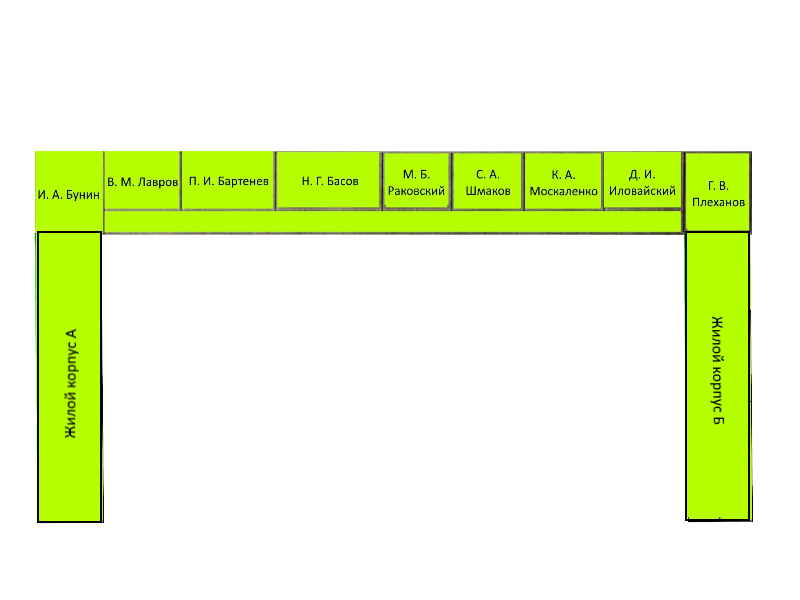 И. А. Бунин
В. М. Лавров
П. И. Бартенев
Н. Г. Басов
М. Б.
Раковский
С. А.
Шмаков
К. А.
Москаленко
Д. И.
Иловайский
Г. В.
Плеханов
Жилой корпус А
Жилой корпус Б